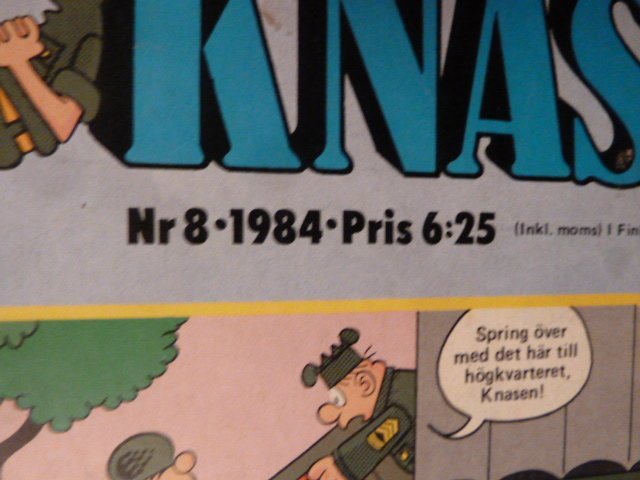 KNAS
Nr 8 • 1984 • Pris 6:25 (Inkl. moms) I
Spring över
med det här till
högkvarteret,
Knasen!